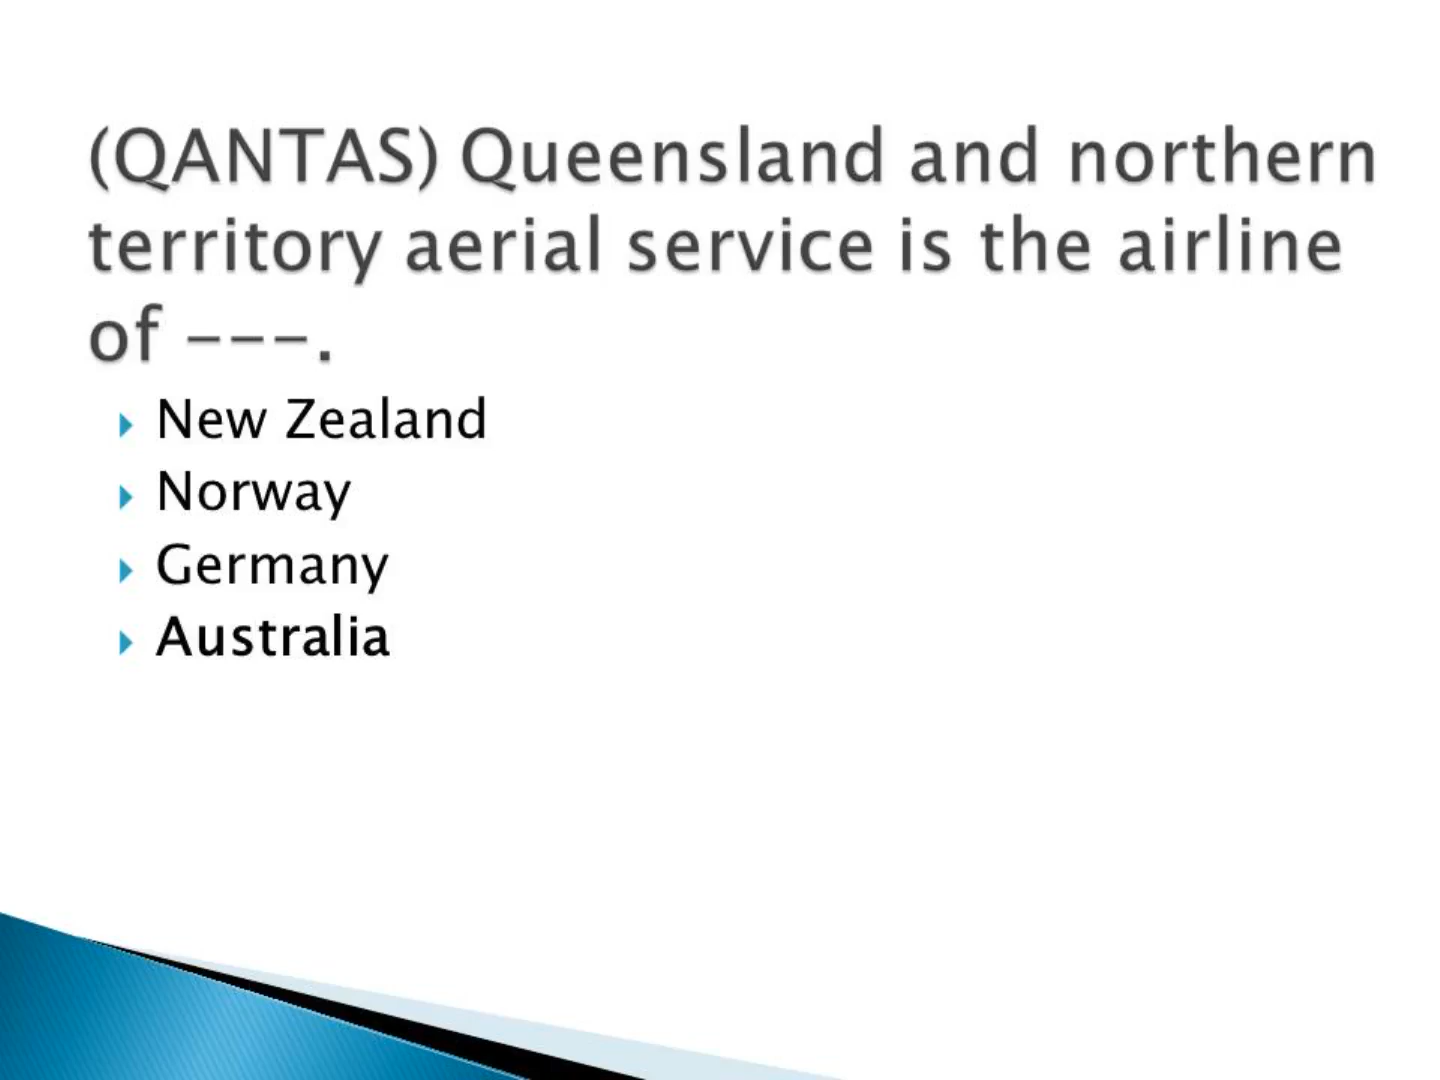 (QANTAS) Queensland and northern
territory aerial service is the airline
of ---.
New Zealand
Norway
Germany
Australia